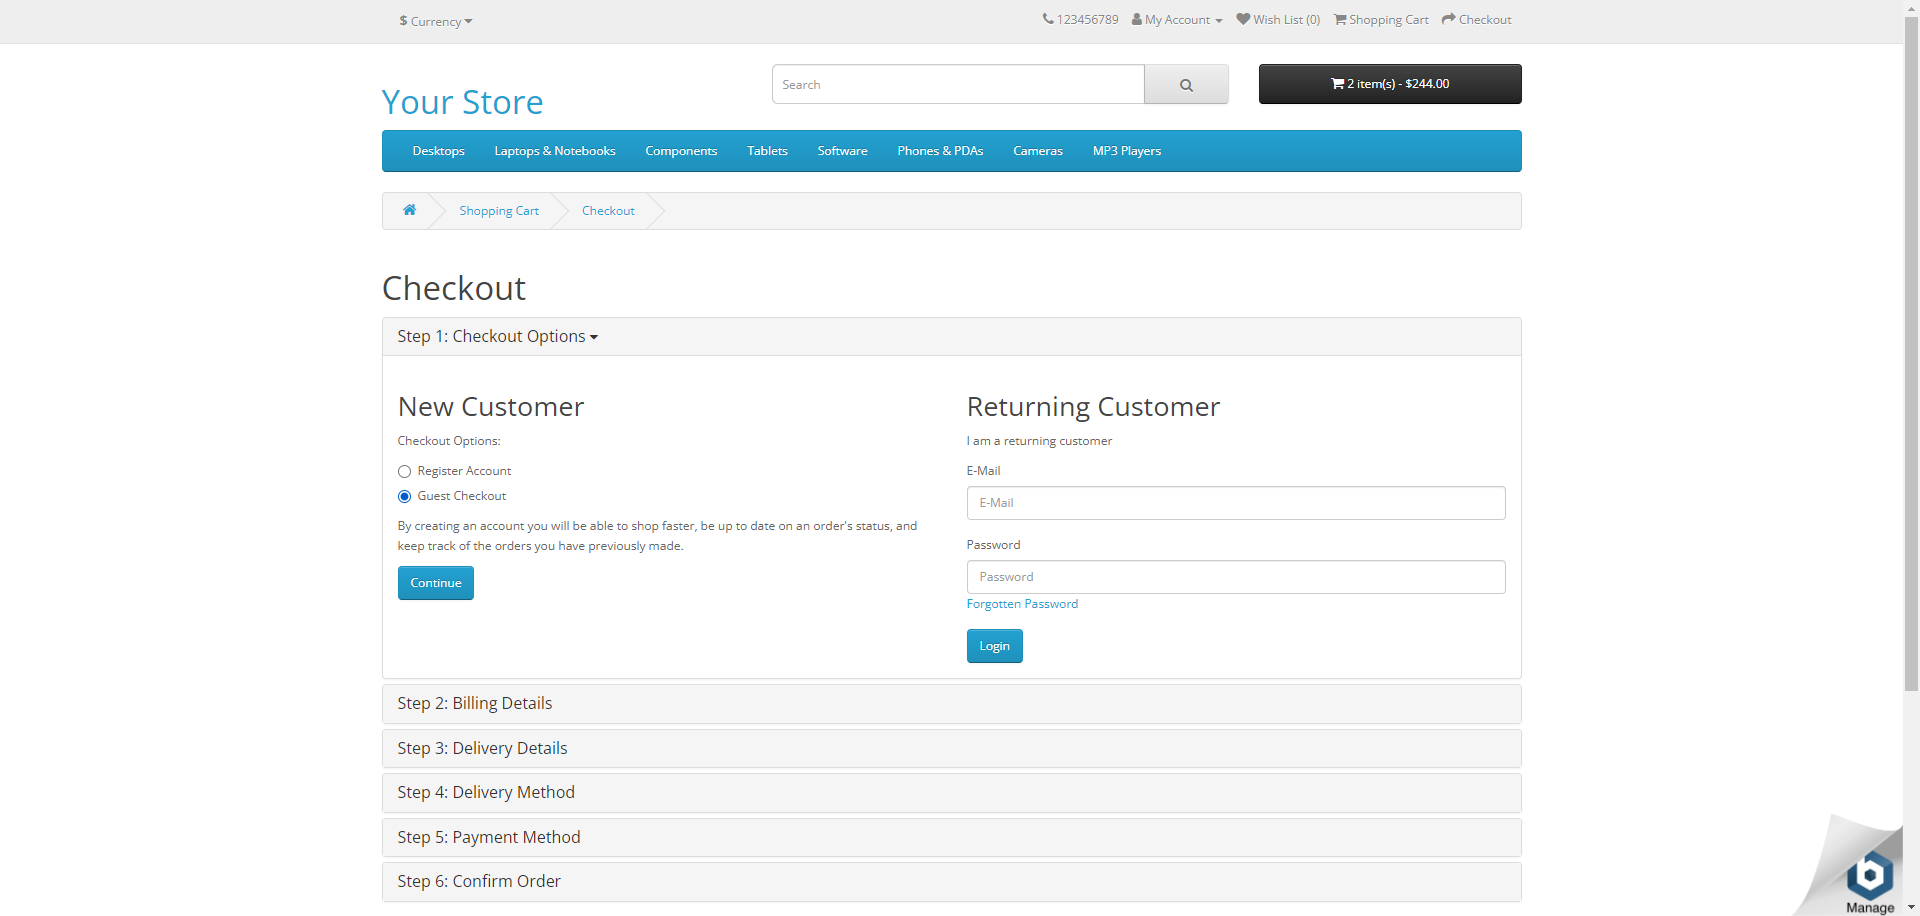 $ Currency
123456789 My Account Wish List (0) Shopping Cart Checkout
Your Store
Search
2 item(s) - $244.00
Desktops Laptops & Notebooks Components Tablets Software Phones & PDAs Cameras MP3 Players
Shopping Cart Checkout
Checkout
Step 1: Checkout Options
New Customer
Checkout Options:
Register Account
Guest Checkout
By creating an account you will be able to shop faster, be up to date on an order's status, and
keep track of the orders you have previously made.
Continue
Returning Customer
I am a returning customer
E-Mail
E-Mail
Password
Password
Forgotten Password
Login
Step 2: Billing Details
Step 3: Delivery Details
Step 4: Delivery Method
Step 5: Payment Method
Step 6: Confirm Order
Manage